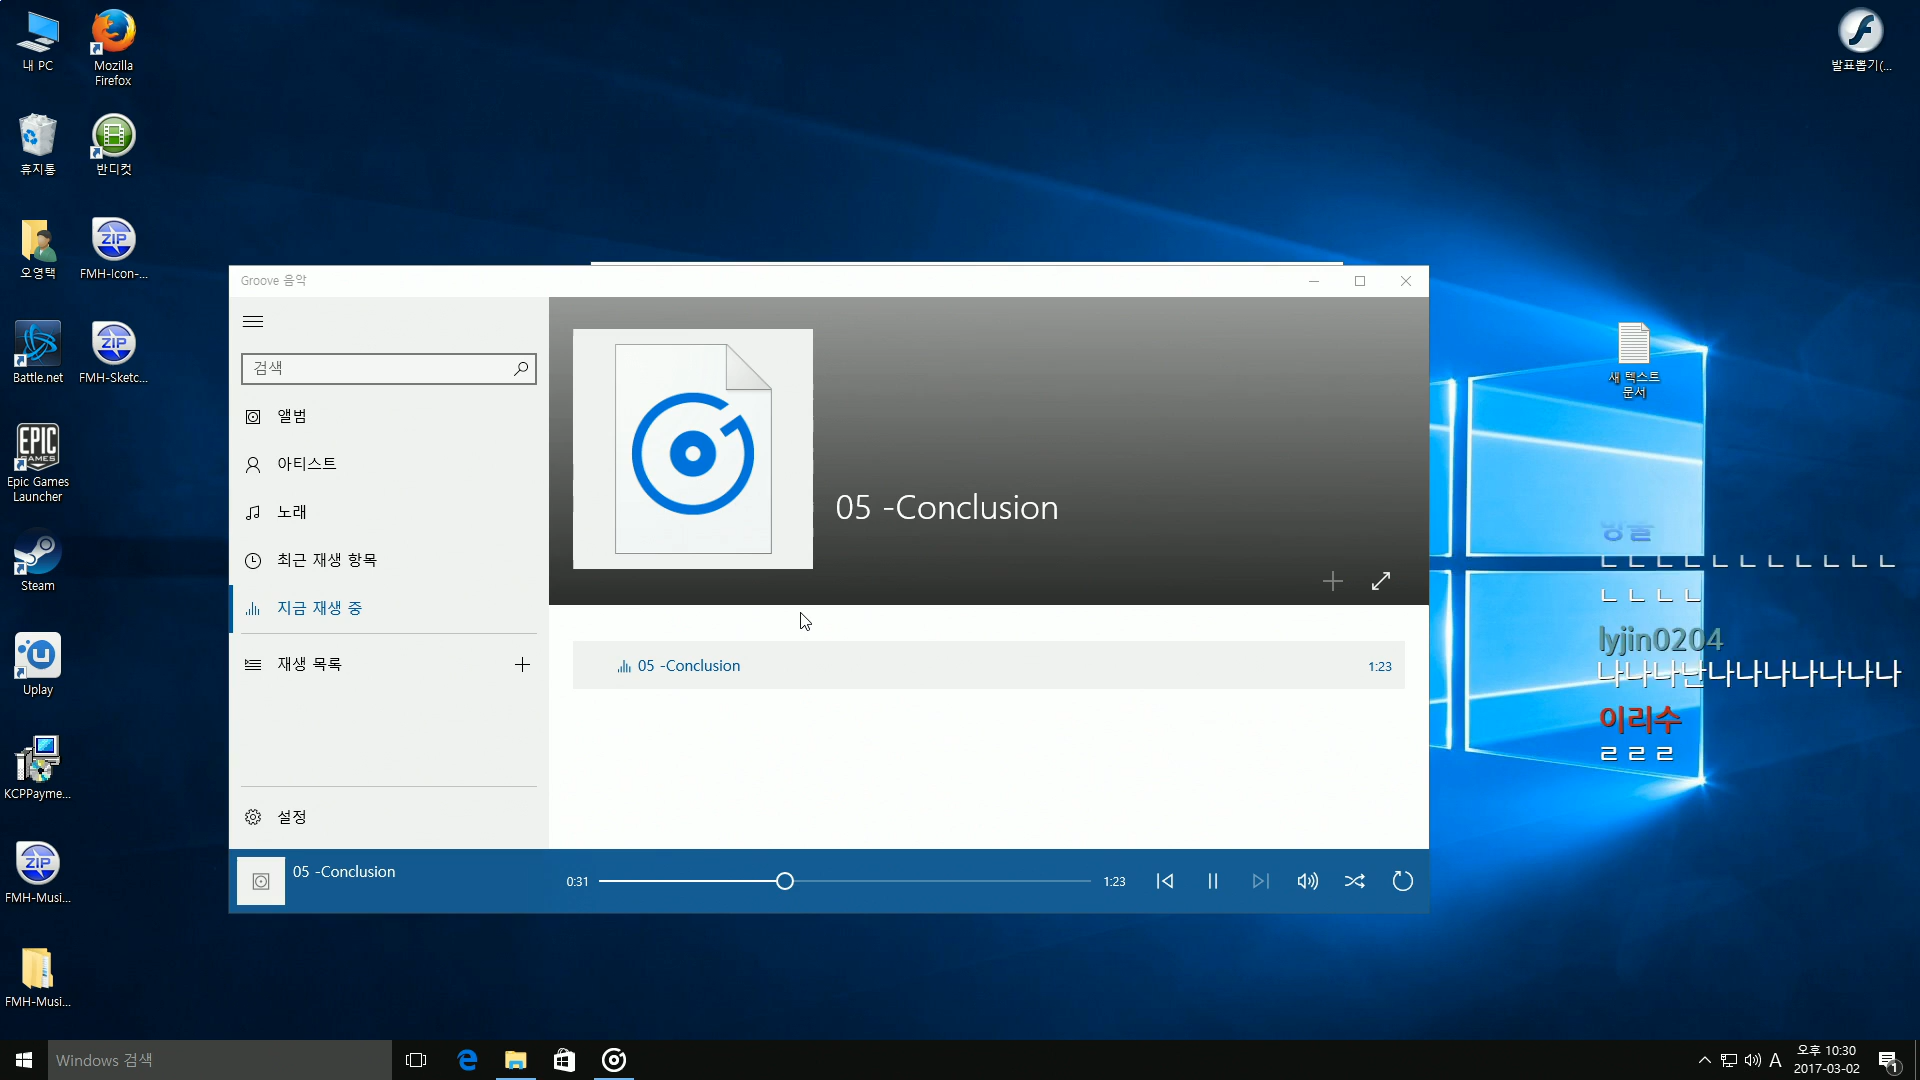 내 PC
Mozilla
Firefox
휴지통
반디컷
오영택
FMH-Icon-...
Battle.net
FMH-Sketc...
EPIC
GAMES
Epic Games
Launcher
Steam
Uplay
KCPPayme...
ZIP
FMH-Musi...
FMH-Musi...
발표뽑기(...
새 텍스트
문서
Groove 음악
검색
앨범
아티스트
노래
최근 재생 항목
지금 재생 중
재생 목록
설정
05 -Conclusion
05 -Conclusion
1:23
05 -Conclusion
0:31
1:23
ㄴㄴㄴㄴㄴㄴㄴㄴㄴㄴㄴ
ㄴㄴㄴㄴ
lyjin0204
나나나난나나나나나나나
이리수
ㄹㄹㄹ
Windows 검색
A
오후 10:30
2017-03-02
1